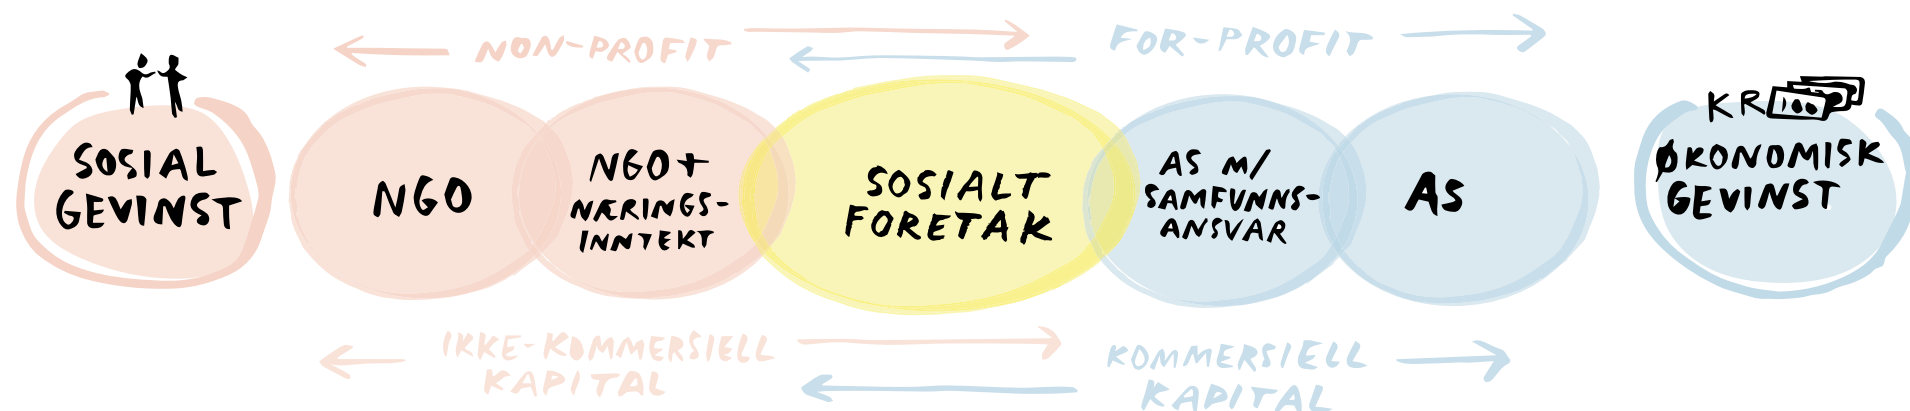 NON-PROFIT
FOR-PROFIT
SOSIAL
GEVINST
NGO
NGO +
NÆRINGS-
INNTEKT
SOSIALT
FORETAK
AS M/
SAMFUNNS-
ANSVAR
AS
KR 100
ØKONOMISK
GEVINST
IKKE-KOMMERSIELL
KAPITAL
KOMMERSIELL
KAPITAL